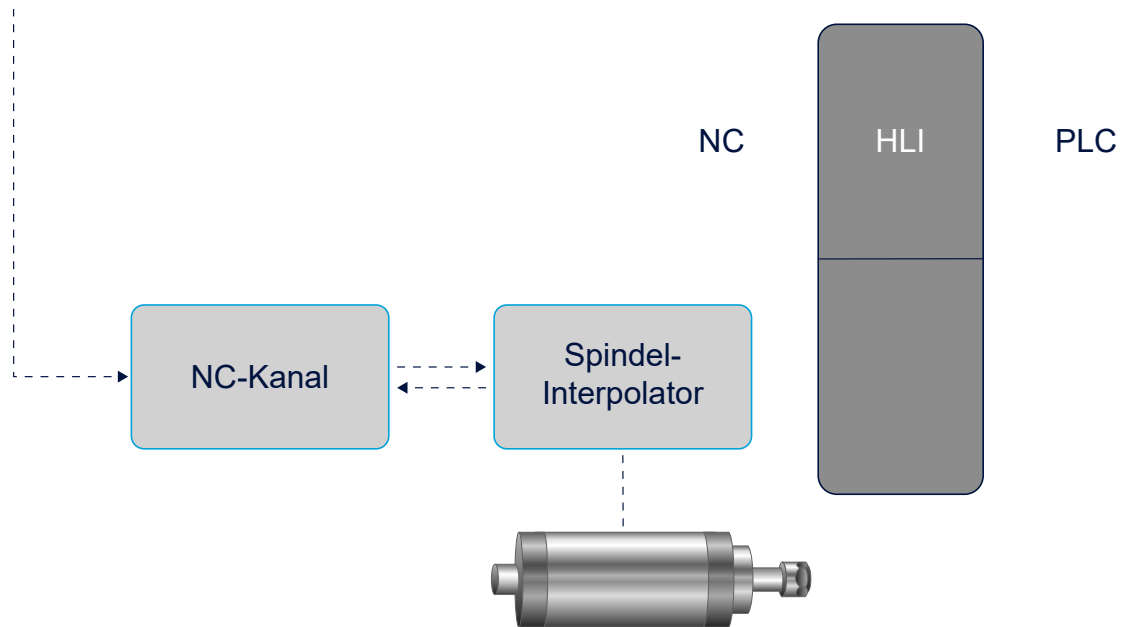 NC
HLI
PLC
NC-Kanal
Spindel-
Interpolator